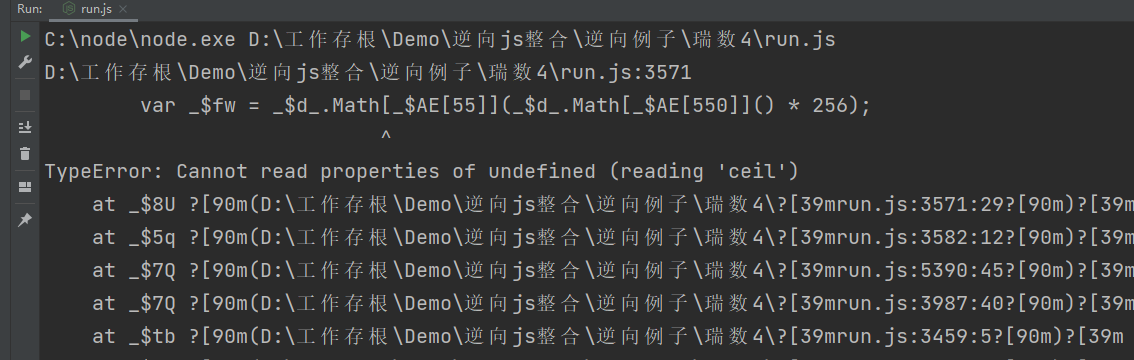 Run: run.js
C:\node\node.exe D:\工作存根\Demo\逆向js整合\逆向例子\瑞数4\run.js
D:\工作存根\Demo\逆向js整合\逆向例子\瑞数4\run.js:3571
var _$fw = _$d_.Math[_$AE[55]](_$d_.Math[_$AE[550]]() * 256);
^
TypeError: Cannot read properties of undefined (reading 'ceil')
at _$8U ?[90m(D:\工作存根\Demo\逆向js整合\逆向例子\瑞数4\?[39mrun.js:3571:29?[90m)?[39m
at _$5q ?[90m(D:\工作存根\Demo\逆向js整合\逆向例子\瑞数4\?[39mrun.js:3582:12?[90m)?[39m
at _$7Q ?[90m(D:\工作存根\Demo\逆向js整合\逆向例子\瑞数4\?[39mrun.js:5390:45?[90m)?[39m
at _$7Q ?[90m(D:\工作存根\Demo\逆向js整合\逆向例子\瑞数4\?[39mrun.js:3987:40?[90m)?[39m
at _$tb ?[90m(D:\工作存根\Demo\逆向js整合\逆向例子\瑞数4\?[39mrun.js:3459:5?[90m)?[39m